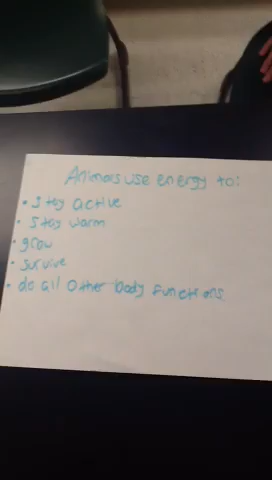 Animals use energy to:
• stay active
• stay warm
• grow
• survive
• do all other body functions.